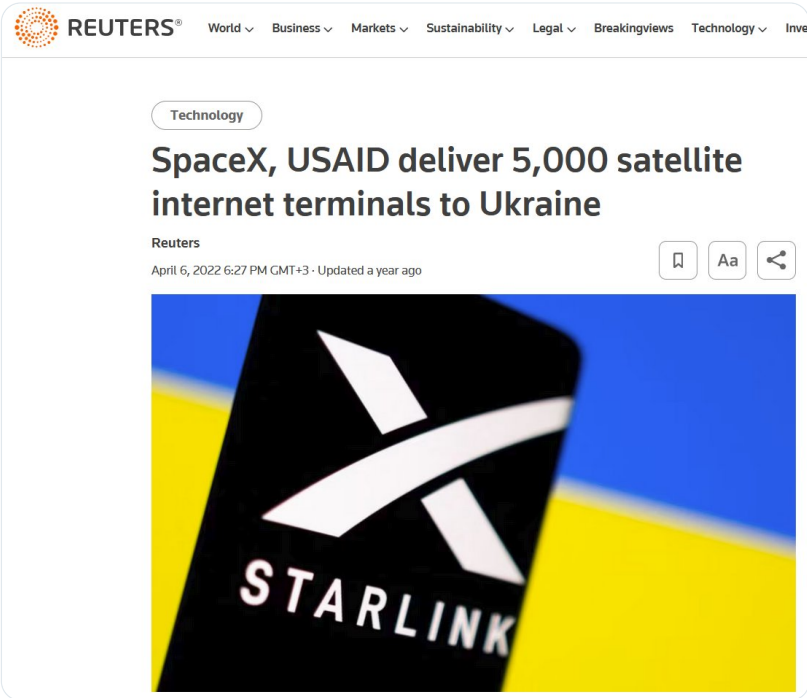 REUTERS®
World Business Markets Sustainability Legal Breakingviews Technology
Technology
SpaceX, USAID deliver 5,000 satellite
internet terminals to Ukraine
Reuters
April 6, 2022 6:27 PM GMT+3 · Updated a year ago
Aa
STARLINK